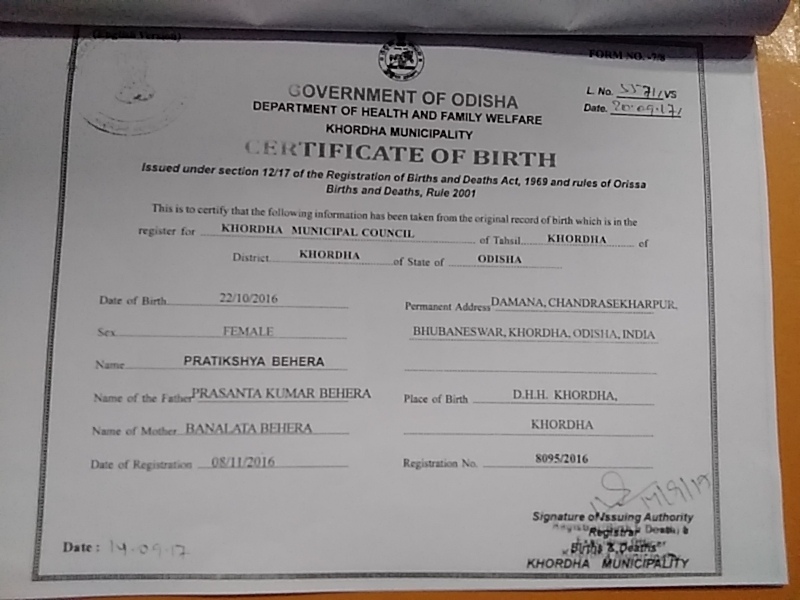 (English Version)
FORM NO. -7/8
L. No. 3371/VS
Date. 20.09.17
GOVERNMENT OF ODISHA
DEPARTMENT OF HEALTH AND FAMILY WELFARE
KHORDHA MUNICIPALITY
CERTIFICATE OF BIRTH
Issued under section 12/17 of the Registration of Births and Deaths Act, 1969 and rules of Orissa
Births and Deaths, Rule 2001
This is to certify that the following information has been taken from the original record of birth which is in the
register for KHORDHA MUNICIPAL COUNCIL of Tahsil KHORDHA of
District KHORDHA of State of ODISHA
Date of Birth 22/10/2016
Sex FEMALE
Name PRATIKSHYA BEHERA
Name of the Father PRASANTA KUMAR BEHERA
Name of Mother BANALATA BEHERA
Date of Registration 08/11/2016
Permanent Address DAMANA, CHANDRASEKHARPUR,
BHUBANESWAR, KHORDHA, ODISHA, INDIA
Place of Birth D.H.H. KHORDHA,
KHORDHA
Registration No. 8095/2016
Signature of Issuing Authority
Registrar
Births & Deaths
KHORDHA MUNICIPALITY
Date : 14-09-17